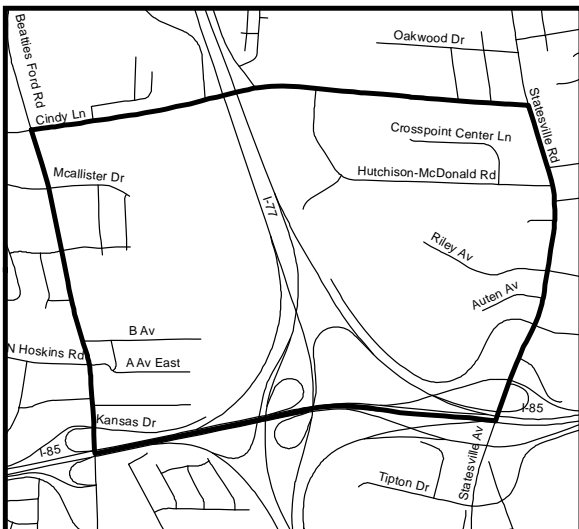 Oakwood Dr
Beatties Ford Rd
Statesville Rd
Cindy Ln
Crosspoint Center Ln
Mcallister Dr
Hutchison-McDonald Rd
I-77
Riley Av
Auten Av
B Av
N Hoskins Rd
A Av East
I-85
Kansas Dr
I-85
Statesville Av
Tipton Dr